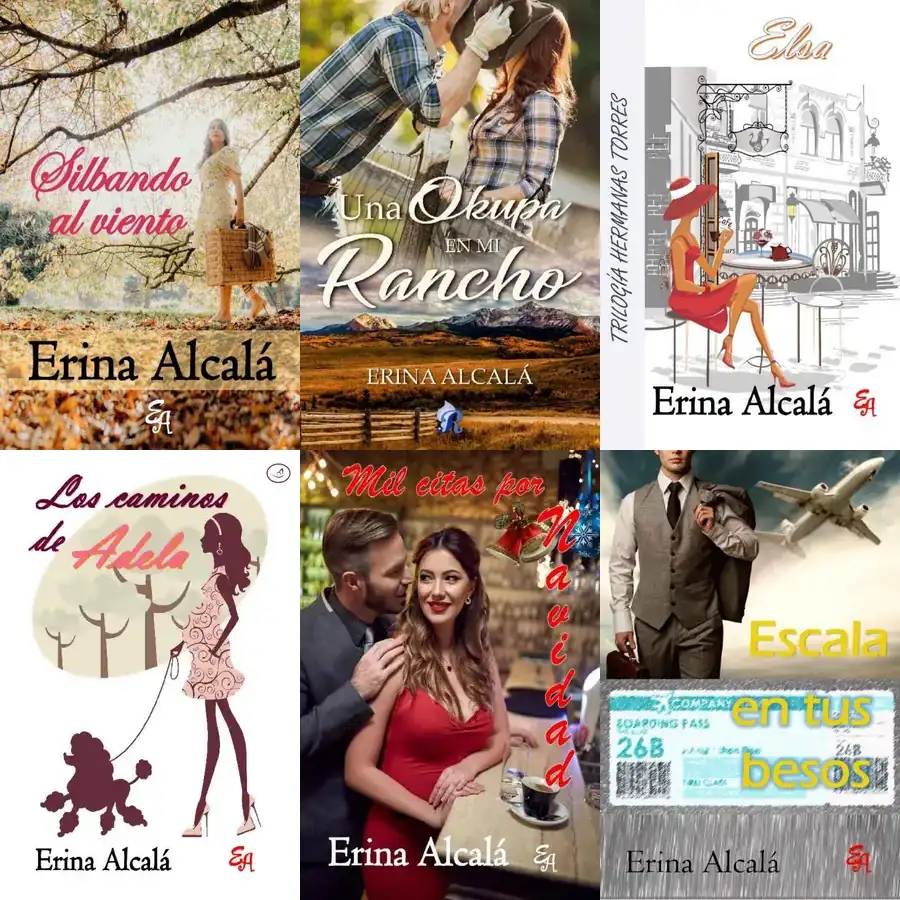 Silbando
al viento
Erina Alcalá
EA
Una Okupa
EN MI
Rancho
ERINA ALCALÁ
Elsa
TRILOGÍA HERMANAS TORRES
Erina Alcalá
EA
Los caminos
de Adela
Erina Alcalá
EA
Mil citas por
Navidad
Erina Alcalá
EA
Escala
en tus
besos
COMPANY
BOARDING PASS
26B
26B
FIRST CLASS
Erina Alcalá
EA